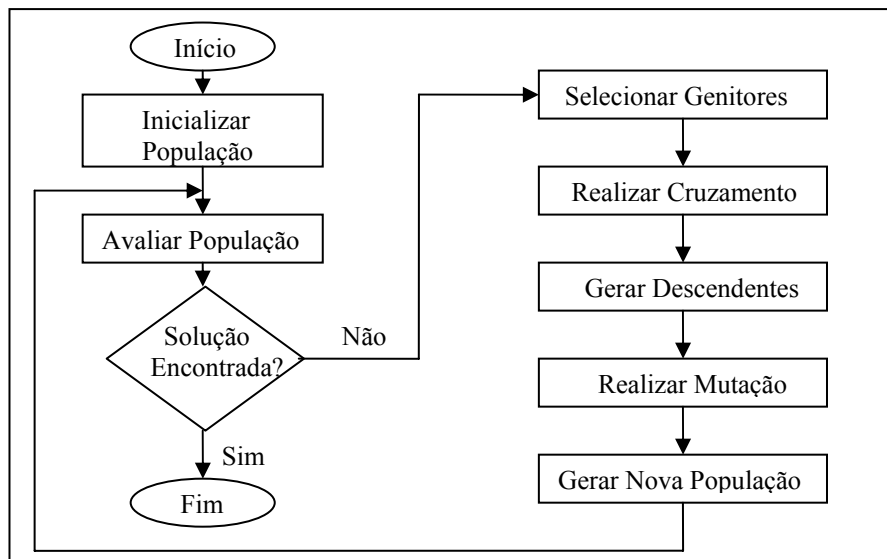 Início
Inicializar
População
Avaliar População
Solução
Encontrada?
Não
Sim
Fim
Selecionar Genitores
Realizar Cruzamento
Gerar Descendentes
Realizar Mutação
Gerar Nova População